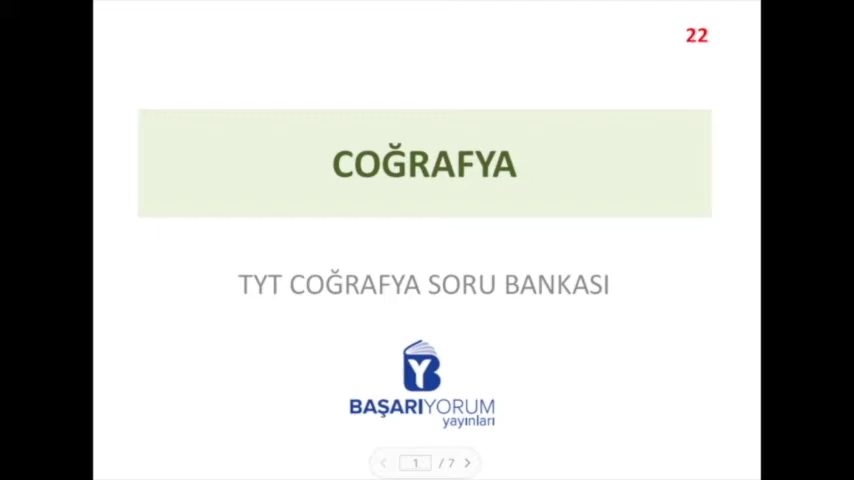 22
COĞRAFYA
TYT COĞRAFYA SORU BANKASI
BAŞARIYORUM
yayınları
1 / 7